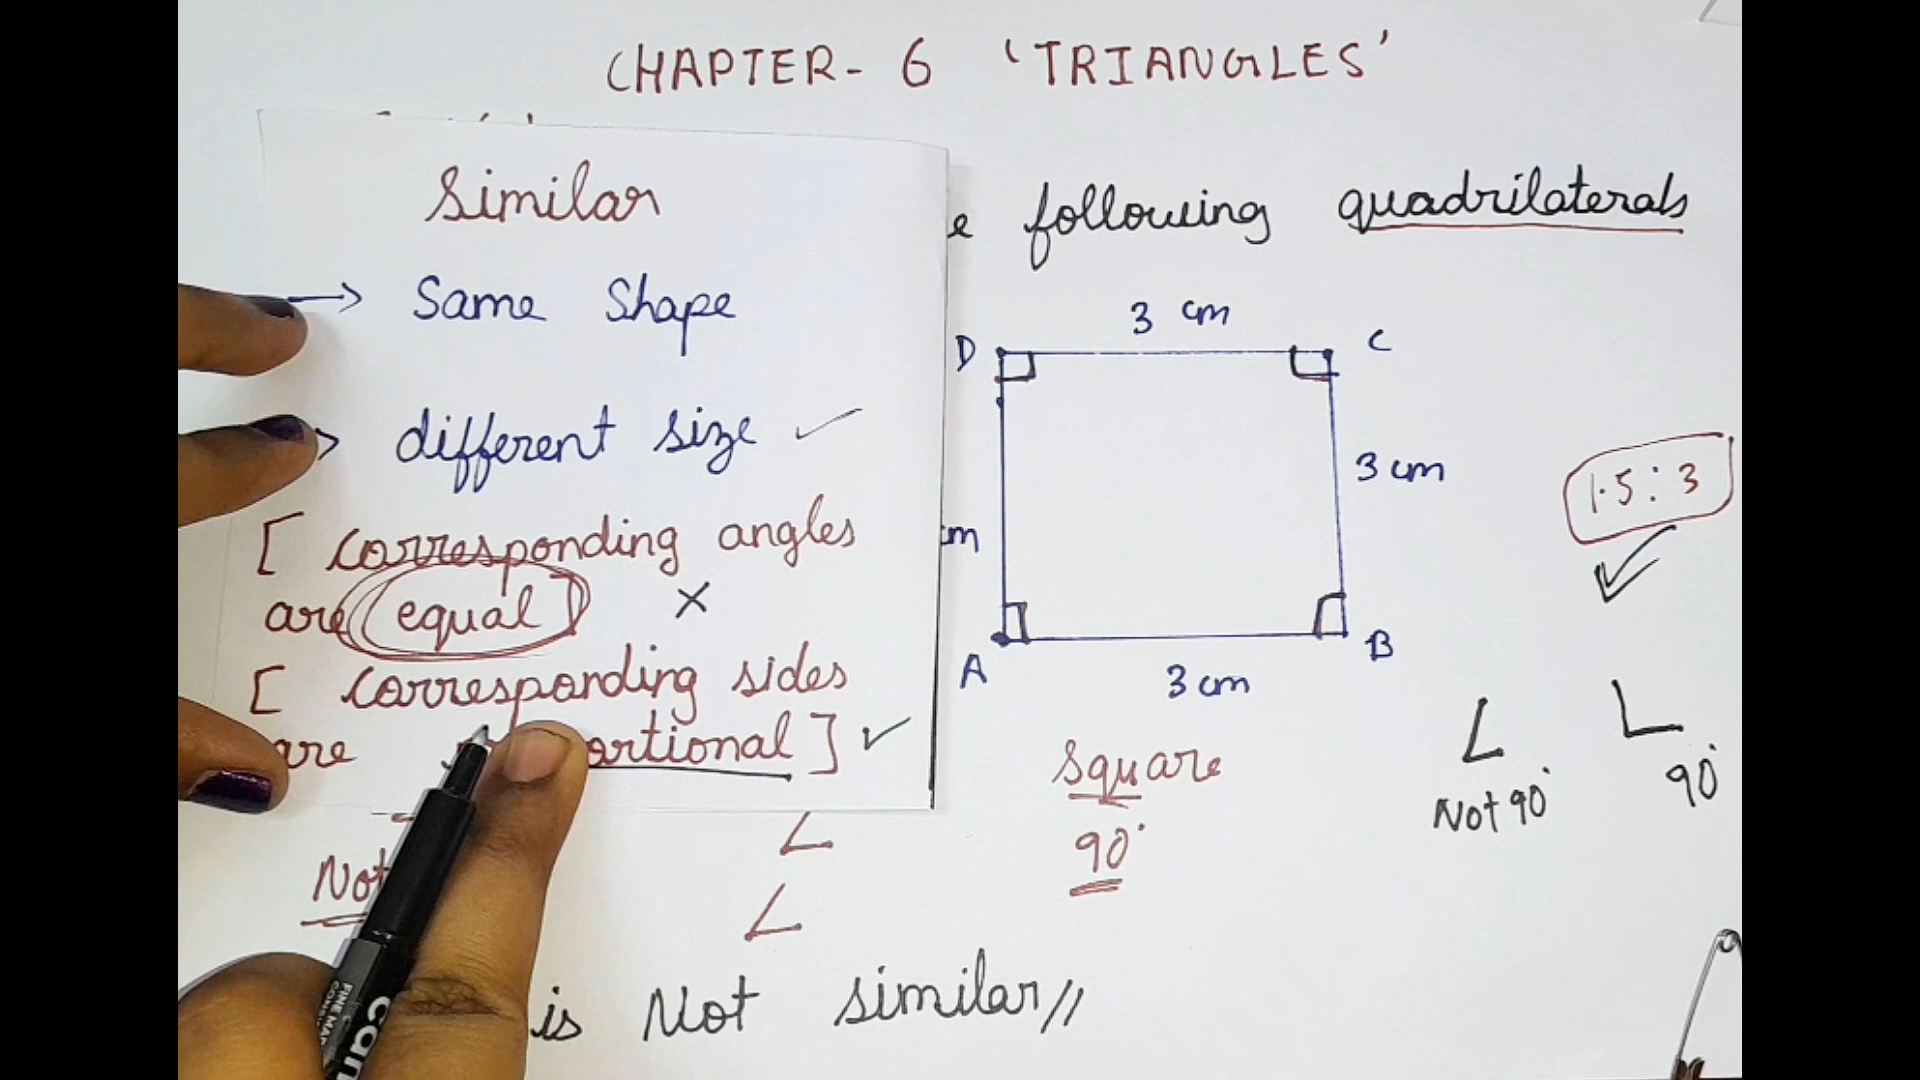 CHAPTER- 6 'TRIANGLES'
Similar
→ Same Shape
> different size ✓
[ corresponding angles
are (equal] ×
[ corresponding sides
are ] ✓
e following quadrilaterals
3 cm
D
C
3 cm
1.5:3
m
A
B
3 cm
square
90°
Not 90°
90°
Not
is Not similar//
FINE